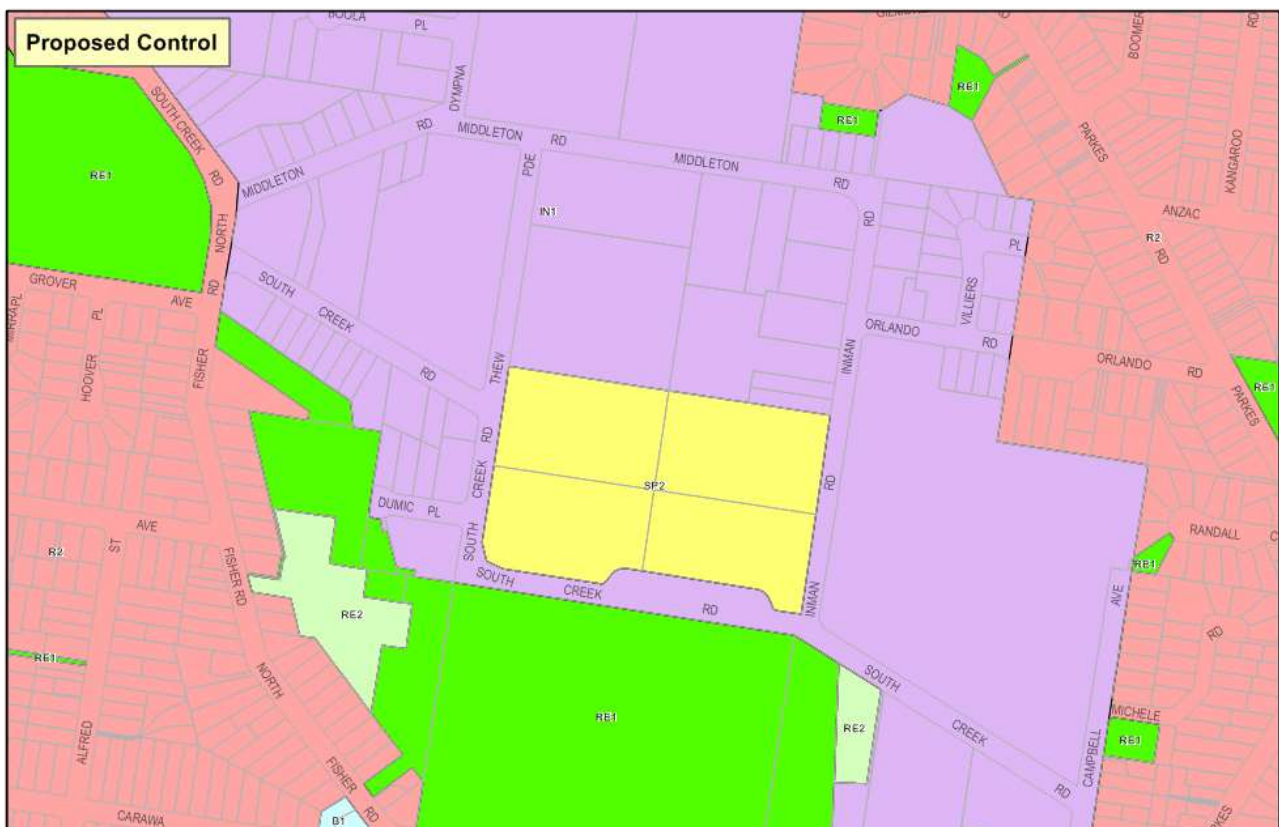 Proposed Control
BOOLA PL
DYMPNA
RE1
BOOMER
RD
SOUTH CREEK RD
RE1
RE1
PARKES RD
KANGAROO
MIDDLETON RD
MIDDLETON RD
MIDDLETON RD
PDE
IN1
RD
ANZAC
R2
NORTH
PL
VILLIERS
GROVER AVE
RD
SOUTH CREEK RD
PL
HOOVER
FISHER
THEW
INMAN
ORLANDO RD
ORLANDO RD
RE1
PARKES
RD
CREEK
SOUTH
SP2
RD
DUMIC PL
INMAN
AVE
ST
R2
RANDALL
RE1
FISHER RD
RE2
SOUTH CREEK RD
AVE
RD
RE1
NORTH
RE1
SOUTH CREEK RD
RE2
MICHELE
RE1
ALFRED
CAMPBELL
FISHER RD
CARAWA
B1